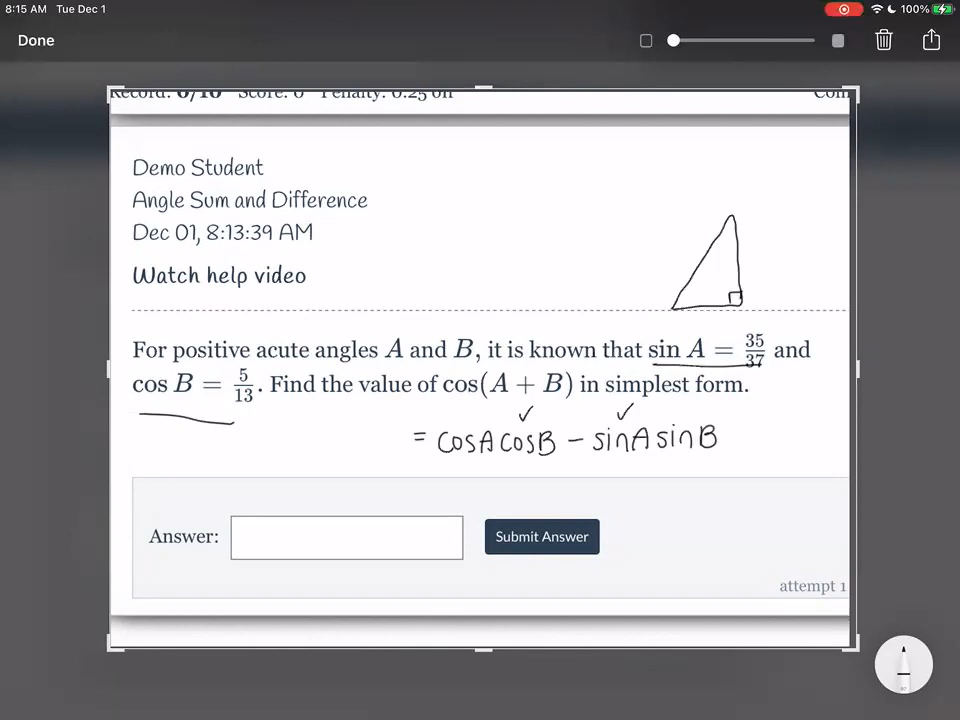 8:15 AM Tue Dec 1 100%
Done
Record: 0/10 Score: 0 Penalty: 0.25 off
Demo Student
Angle Sum and Difference
Dec 01, 8:13:39 AM
Watch help video
For positive acute angles A and B, it is known that sin A = 35/37 and
cos B = 5/13. Find the value of cos(A + B) in simplest form.
= cosA cosB − sinA sinB
Answer: Submit Answer
attempt 1